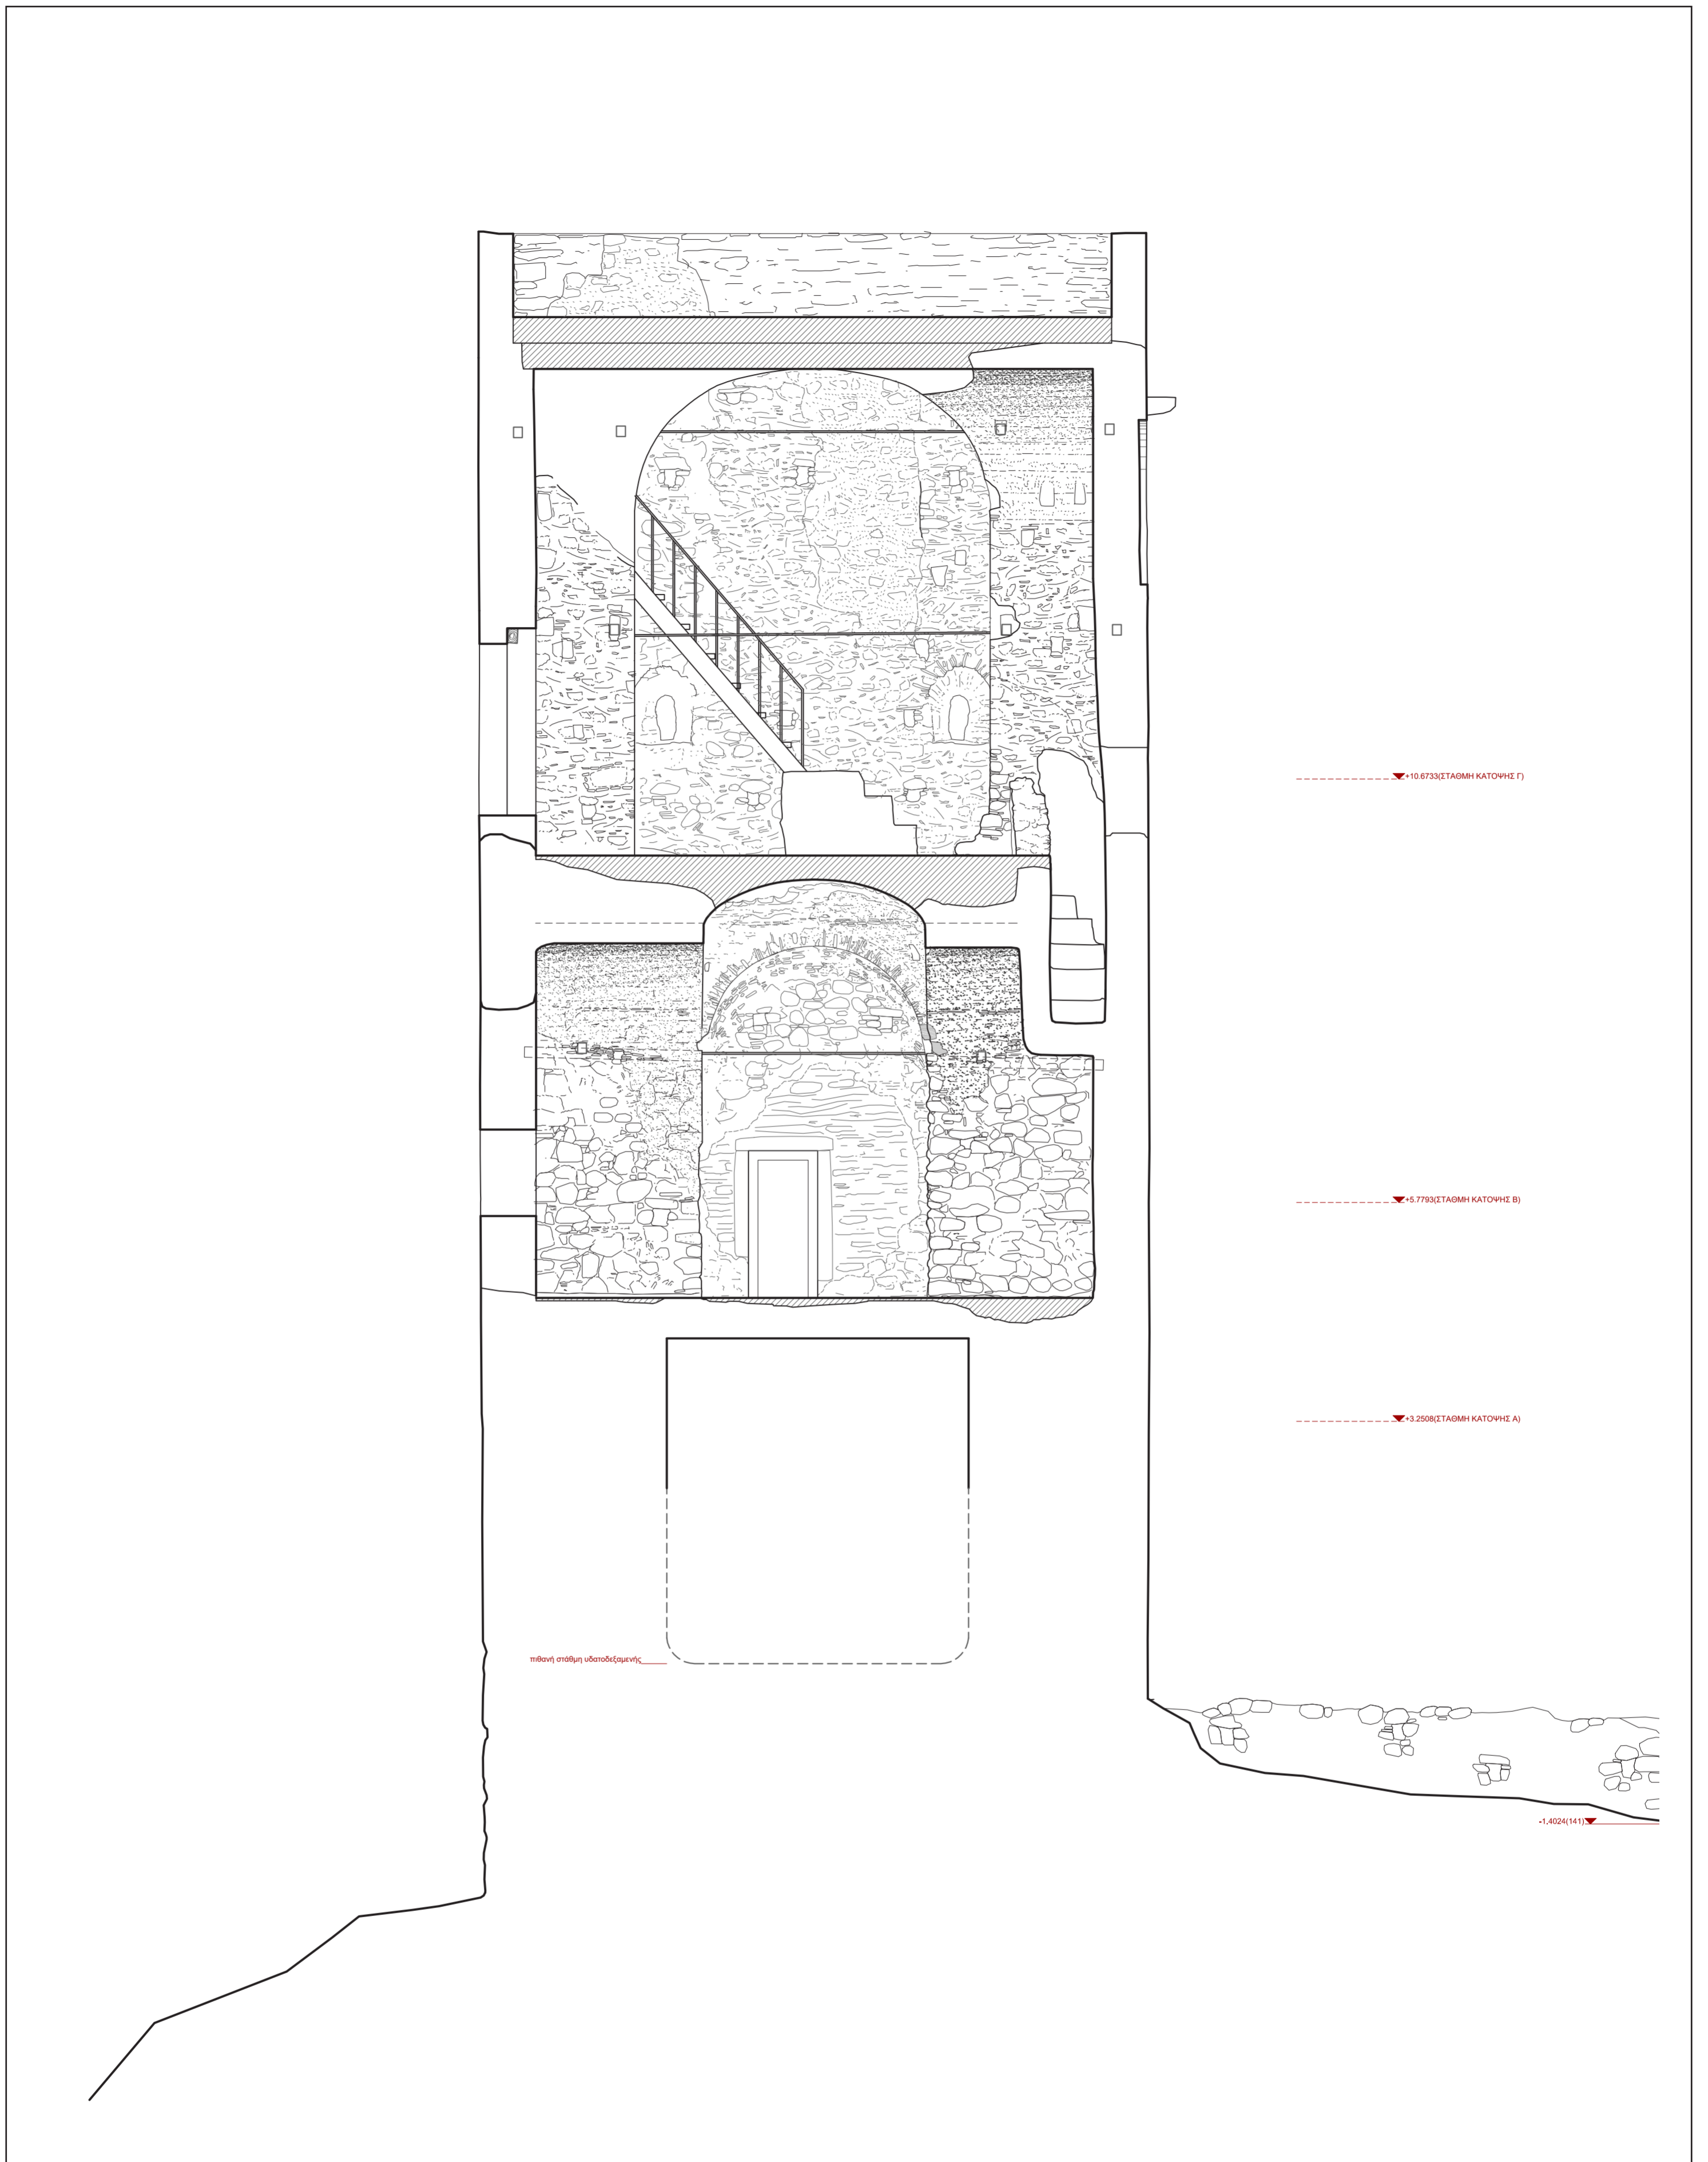 +10.6733(ΣΤΑΘΜΗ ΚΑΤΟΨΗΣ Γ)
+5.7793(ΣΤΑΘΜΗ ΚΑΤΟΨΗΣ Β)
+3.2508(ΣΤΑΘΜΗ ΚΑΤΟΨΗΣ Α)
πιθανή στάθμη υδατοδεξαμενής
-1,4024(141)